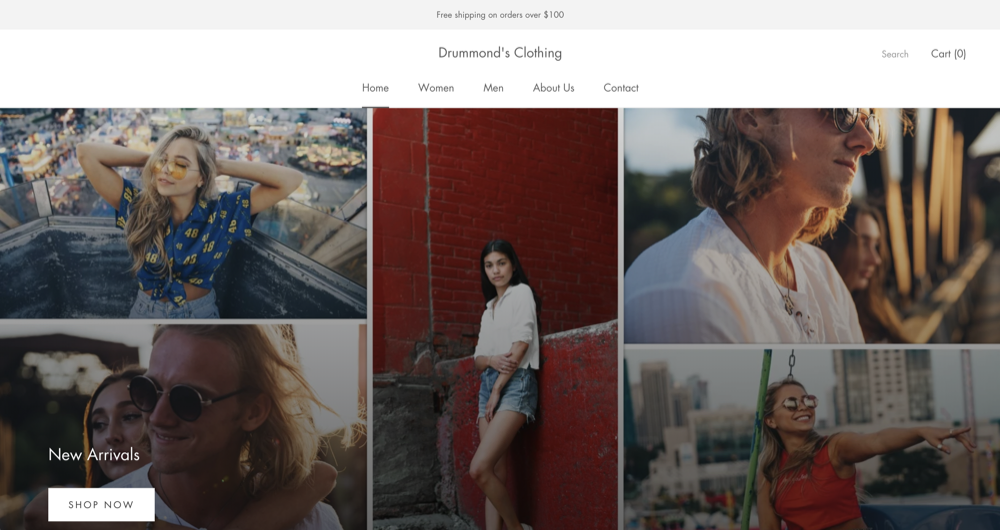 Free shipping on orders over $100
Drummond's Clothing
Search
Cart (0)
Home Women Men About Us Contact
New Arrivals
SHOP NOW